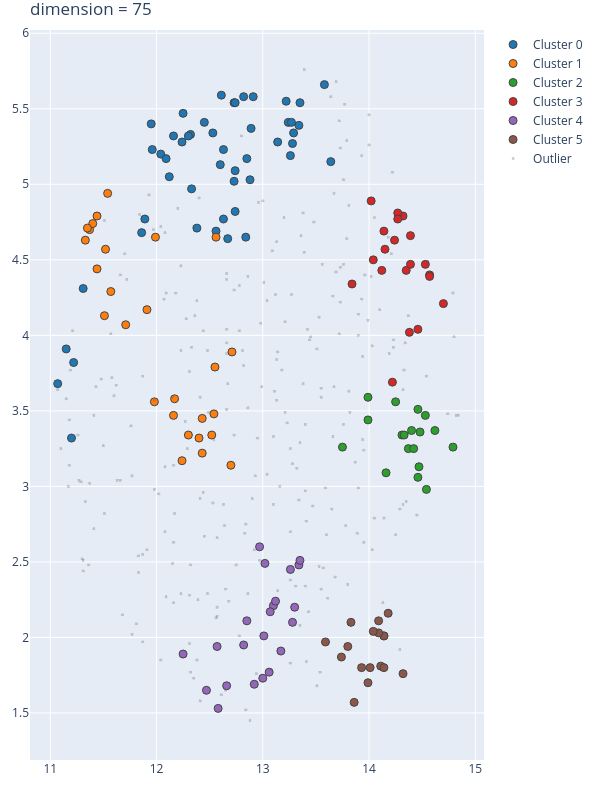 dimension = 75
6
5.5
5
4.5
4
3.5
3
2.5
2
1.5
11
12
13
14
15
Cluster 0
Cluster 1
Cluster 2
Cluster 3
Cluster 4
Cluster 5
Outlier